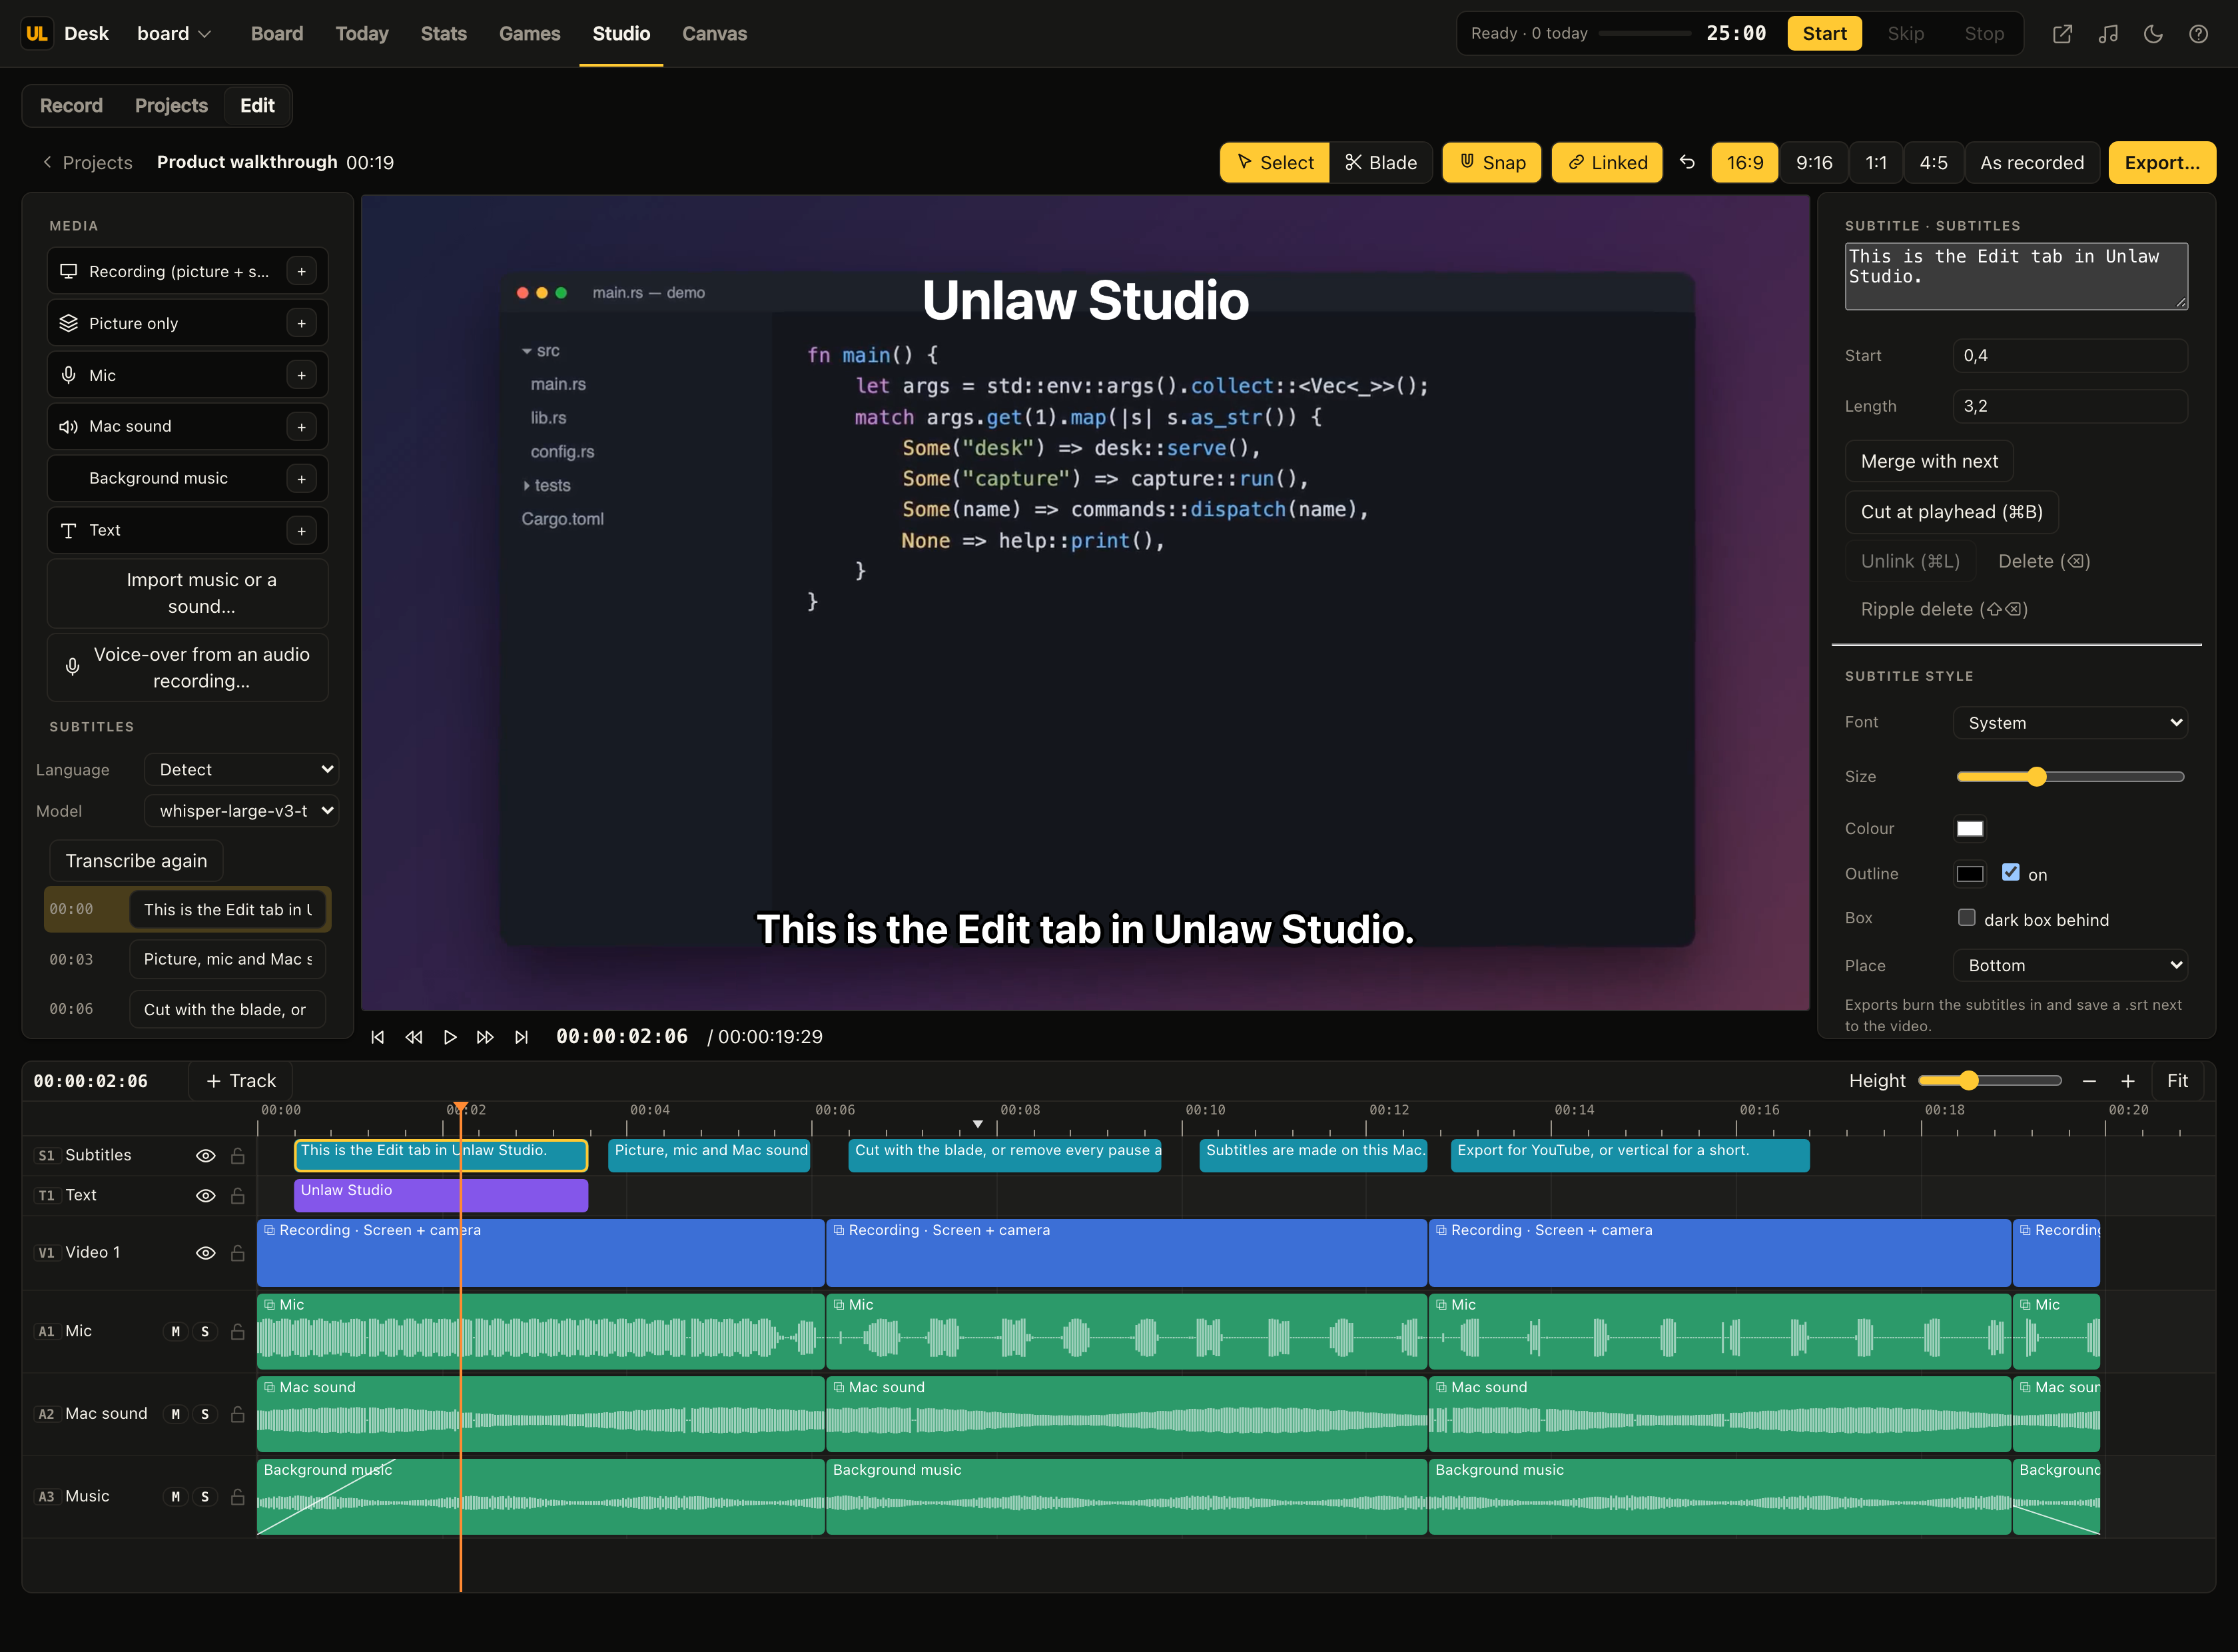 UL Desk board Board Today Stats Games Studio Canvas Ready · 0 today 25:00 Start Skip Stop
Record Projects Edit
Projects Product walkthrough 00:19 Select Blade Snap Linked 16:9 9:16 1:1 4:5 As recorded Export...
MEDIA
Recording (picture + s... +
Picture only +
Mic +
Mac sound +
Background music +
Text +
Import music or a
sound...
Voice-over from an audio
recording...
SUBTITLES
Language Detect
Model whisper-large-v3-t
Transcribe again
00:00 This is the Edit tab in U
00:03 Picture, mic and Mac s
00:06 Cut with the blade, or
main.rs — demo
Unlaw Studio
src
main.rs
lib.rs
config.rs
tests
Cargo.toml
fn main() {
let args = std::env::args().collect::<Vec<_>>();
match args.get(1).map(|s| s.as_str()) {
Some("desk") => desk::serve(),
Some("capture") => capture::run(),
Some(name) => commands::dispatch(name),
None => help::print(),
}
}
This is the Edit tab in Unlaw Studio.
00:00:02:06 / 00:00:19:29
SUBTITLE · SUBTITLES
This is the Edit tab in Unlaw
Studio.
Start 0,4
Length 3,2
Merge with next
Cut at playhead (⌘B)
Unlink (⌘L) Delete (⌫)
Ripple delete (⇧⌫)
SUBTITLE STYLE
Font System
Size
Colour
Outline on
Box dark box behind
Place Bottom
Exports burn the subtitles in and save a .srt next
to the video.
00:00:02:06 + Track Height − + Fit
00:00 00:02 00:04 00:06 00:08 00:10 00:12 00:14 00:16 00:18 00:20
S1 Subtitles This is the Edit tab in Unlaw Studio. Picture, mic and Mac sound Cut with the blade, or remove every pause a Subtitles are made on this Mac. Export for YouTube, or vertical for a short.
T1 Text Unlaw Studio
V1 Video 1 Recording · Screen + camera Recording · Screen + camera Recording · Screen + camera Recording
A1 Mic M S Mic Mic Mic Mic
A2 Mac sound M S Mac sound Mac sound Mac sound Mac soun
A3 Music M S Background music Background music Background music Background